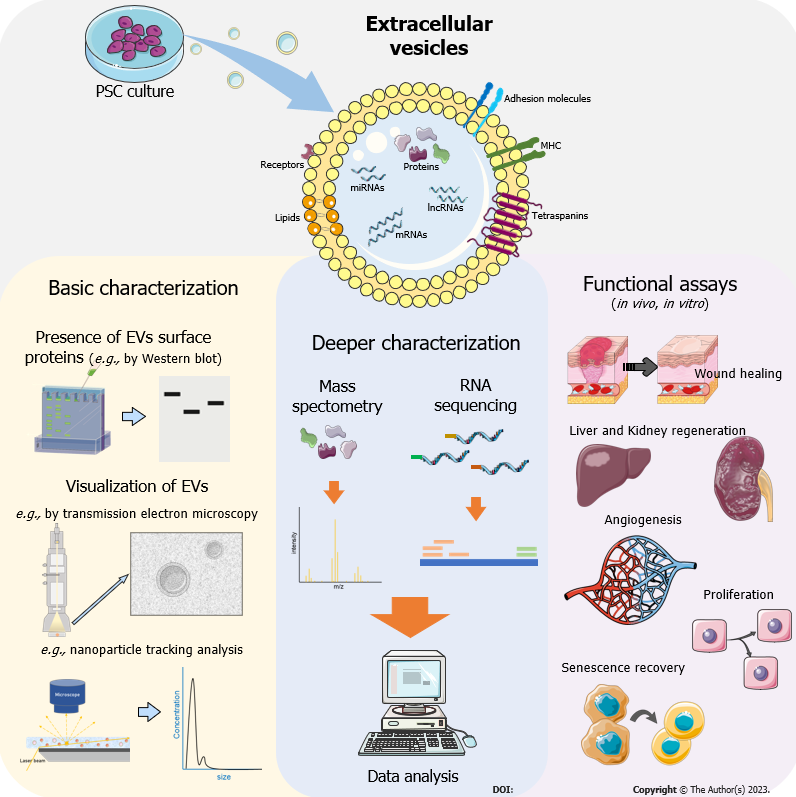 Extracellular
vesicles
PSC culture
Adhesion molecules
MHC
Receptors
Proteins
miRNAs
lncRNAs
Lipids
Tetraspanins
mRNAs
Basic characterization
Presence of EVs surface
proteins (e.g., by Western blot)
Visualization of EVs
e.g., by transmission electron microscopy
e.g., nanoparticle tracking analysis
Microscope
Laser beam
Concentration
size
Deeper characterization
Mass
spectometry
RNA
sequencing
intensity
m/z
Data analysis
Functional assays
(in vivo, in vitro)
Wound healing
Liver and Kidney regeneration
Angiogenesis
Proliferation
Senescence recovery
DOI:
Copyright © The Author(s) 2023.